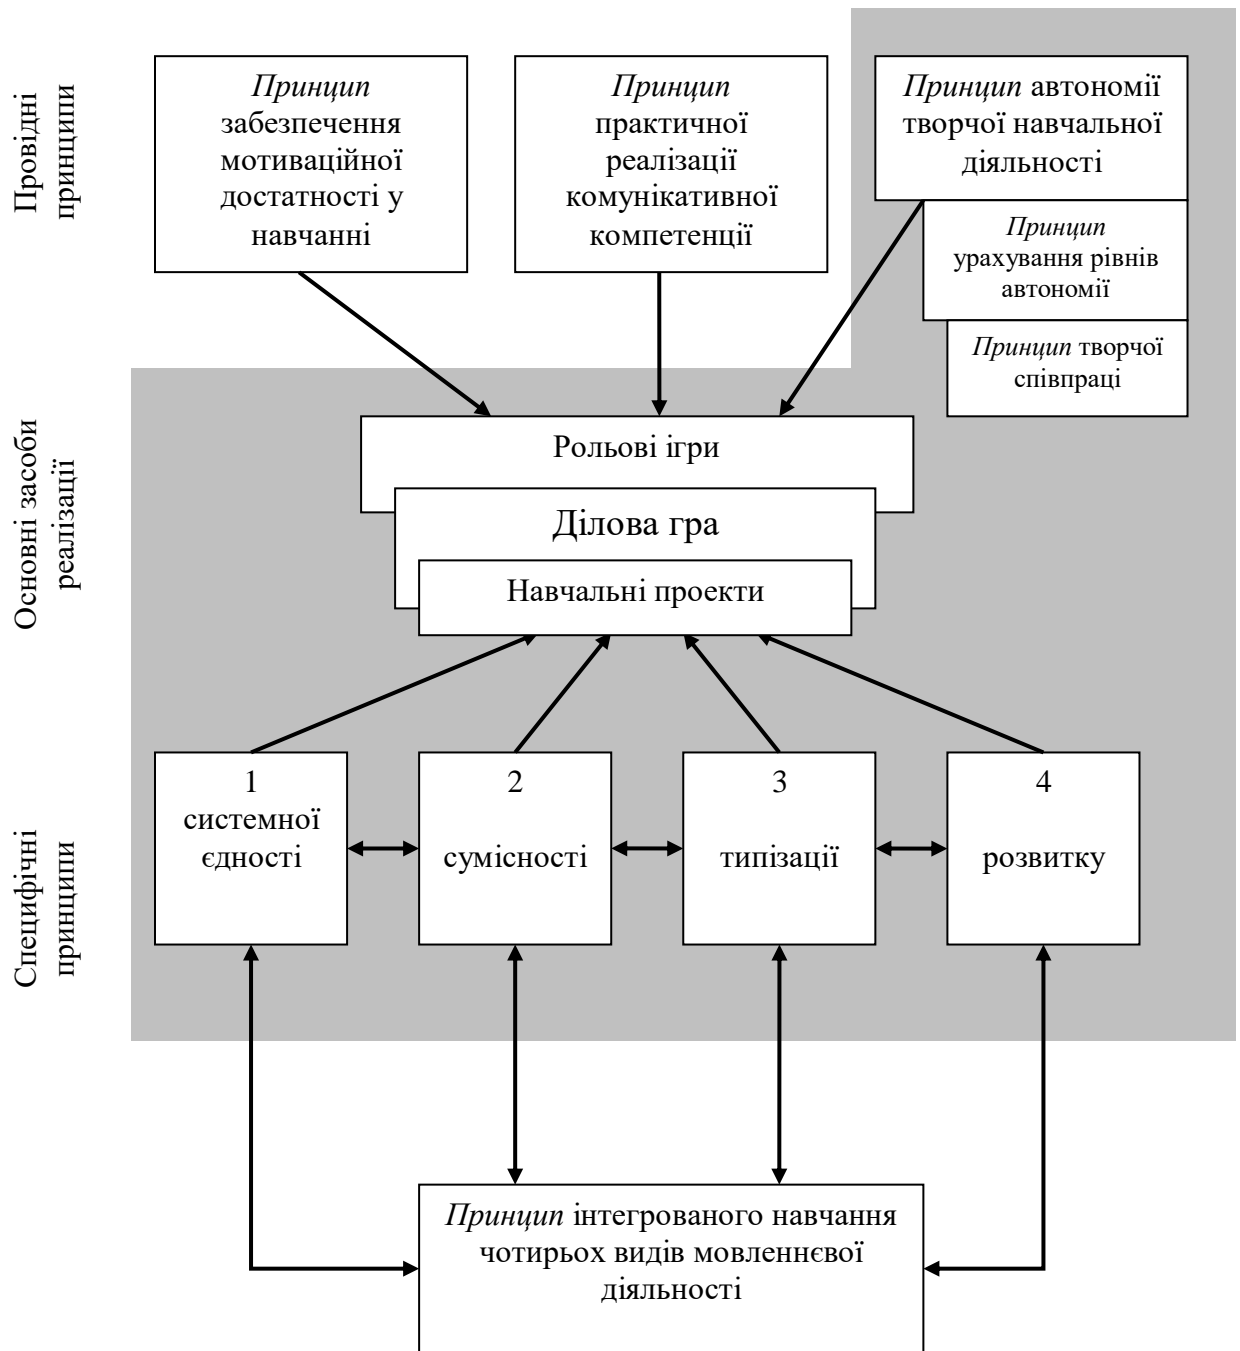 Провідні
принципи
Принцип
забезпечення
мотиваційної
достатності у
навчанні
Принцип
практичної
реалізації
комунікативної
компетенції
Принцип автономії
творчої навчальної
діяльності
Принцип
урахування рівнів
автономії
Принцип творчої
співпраці
Основні засоби
реалізації
Рольові ігри
Ділова гра
Навчальні проекти
Специфічні
принципи
1
системної
єдності
2
сумісності
3
типізації
4
розвитку
Принцип інтегрованого навчання
чотирьох видів мовленнєвої
діяльності